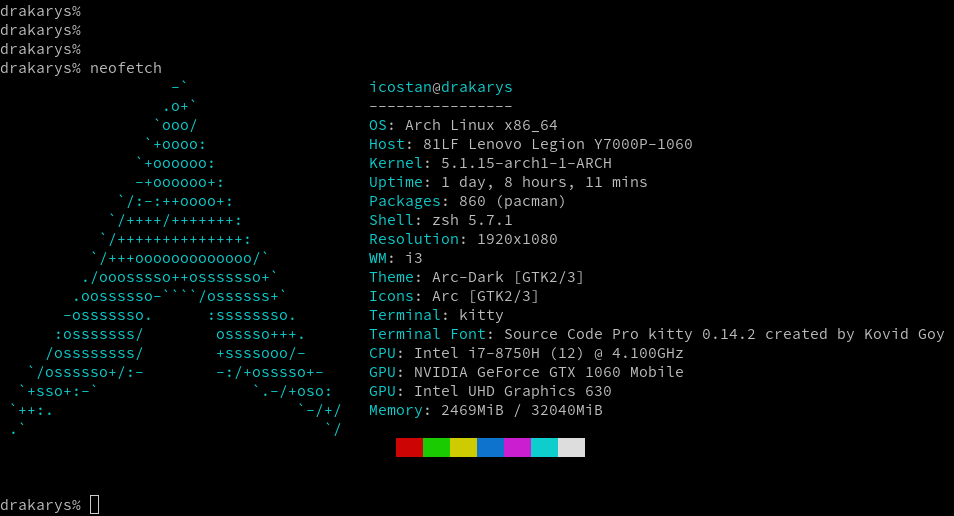 drakarys%
drakarys%
drakarys%
drakarys% neofetch
                   -`                    icostan@drakarys
                  .o+`                   ----------------
                 `ooo/                   OS: Arch Linux x86_64
                `+oooo:                  Host: 81LF Lenovo Legion Y7000P-1060
               `+oooooo:                 Kernel: 5.1.15-arch1-1-ARCH
               -+oooooo+:                Uptime: 1 day, 8 hours, 11 mins
             `/:-:++oooo+:               Packages: 860 (pacman)
            `/++++/+++++++:              Shell: zsh 5.7.1
           `/++++++++++++++:             Resolution: 1920x1080
          `/+++ooooooooooooo/`           WM: i3
         ./ooosssso++osssssso+`          Theme: Arc-Dark [GTK2/3]
        .oossssso-````/ossssss+`         Icons: Arc [GTK2/3]
       -osssssso.      :ssssssso.        Terminal: kitty
      :osssssss/        osssso+++.       Terminal Font: Source Code Pro kitty 0.14.2 created by Kovid Goy
     /ossssssss/        +ssssooo/-       CPU: Intel i7-8750H (12) @ 4.100GHz
   `/ossssso+/:-        -:/+osssso+-     GPU: NVIDIA GeForce GTX 1060 Mobile
  `+sso+:-`                 `.-/+oso:    GPU: Intel UHD Graphics 630
 `++:.                           `-/+/   Memory: 2469MiB / 32040MiB
 .`                                 `/
drakarys%